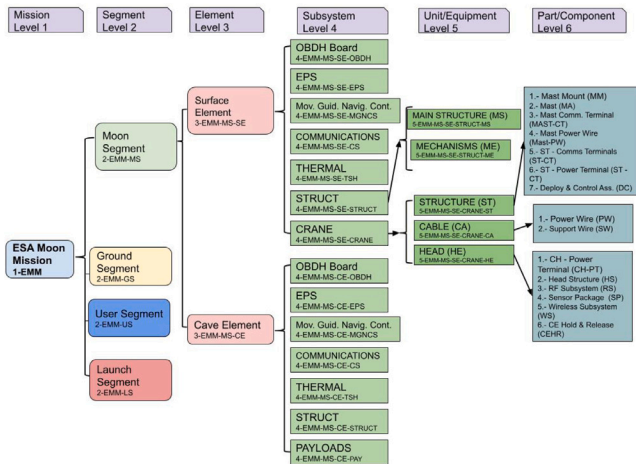 Mission
Level 1
Segment
Level 2
Element
Level 3
Subsystem
Level 4
Unit/Equipment
Level 5
Part/Component
Level 6
ESA Moon
Mission
1-EMM
Moon
Segment
2-EMM-MS
Ground
Segment
2-EMM-GS
User Segment
2-EMM-US
Launch
Segment
2-EMM-LS
Surface
Element
3-EMM-MS-SE
Cave Element
3-EMM-MS-CE
OBDH Board
4-EMM-MS-SE-OBDH
EPS
4-EMM-MS-SE-EPS
Mov. Guid. Navig. Cont.
4-EMM-MS-SE-MGNCS
COMMUNICATIONS
4-EMM-MS-SE-CS
THERMAL
4-EMM-MS-SE-TSH
STRUCT
4-EMM-MS-SE-STRUCT
CRANE
4-EMM-MS-SE-CRANE
OBDH Board
4-EMM-MS-CE-OBDH
EPS
4-EMM-MS-CE-EPS
Mov. Guid. Navig. Cont.
4-EMM-MS-CE-MGNCS
COMMUNICATIONS
4-EMM-MS-CE-CS
THERMAL
4-EMM-MS-CE-TSH
STRUCT
4-EMM-MS-CE-STRUCT
PAYLOADS
4-EMM-MS-CE-PAY
MAIN STRUCTURE (MS)
5-EMM-MS-SE-STRUCT-MS
MECHANISMS (ME)
5-EMM-MS-SE-STRUCT-ME
STRUCTURE (ST)
5-EMM-MS-SE-CRANE-ST
CABLE (CA)
5-EMM-MS-SE-CRANE-CA
HEAD (HE)
5-EMM-MS-SE-CRANE-HE
1.- Mast Mount (MM)
2.- Mast (MA)
3.- Mast Comm. Terminal
(MAST-CT)
4.- Mast Power Wire
(Mast-PW)
5.- ST - Comms Terminals
(ST-CT)
6.- ST - Power Terminal (ST -
CT)
7.- Deploy & Control Ass. (DC)
1.- Power Wire (PW)
2.- Support Wire (SW)
1.- CH - Power
Terminal (CH-PT)
2.- Head Structure (HS)
3.- RF Subsystem (RS)
4.- Sensor Package (SP)
5.- Wireless Subsystem
(WS)
6.- CE Hold & Release
(CEHR)